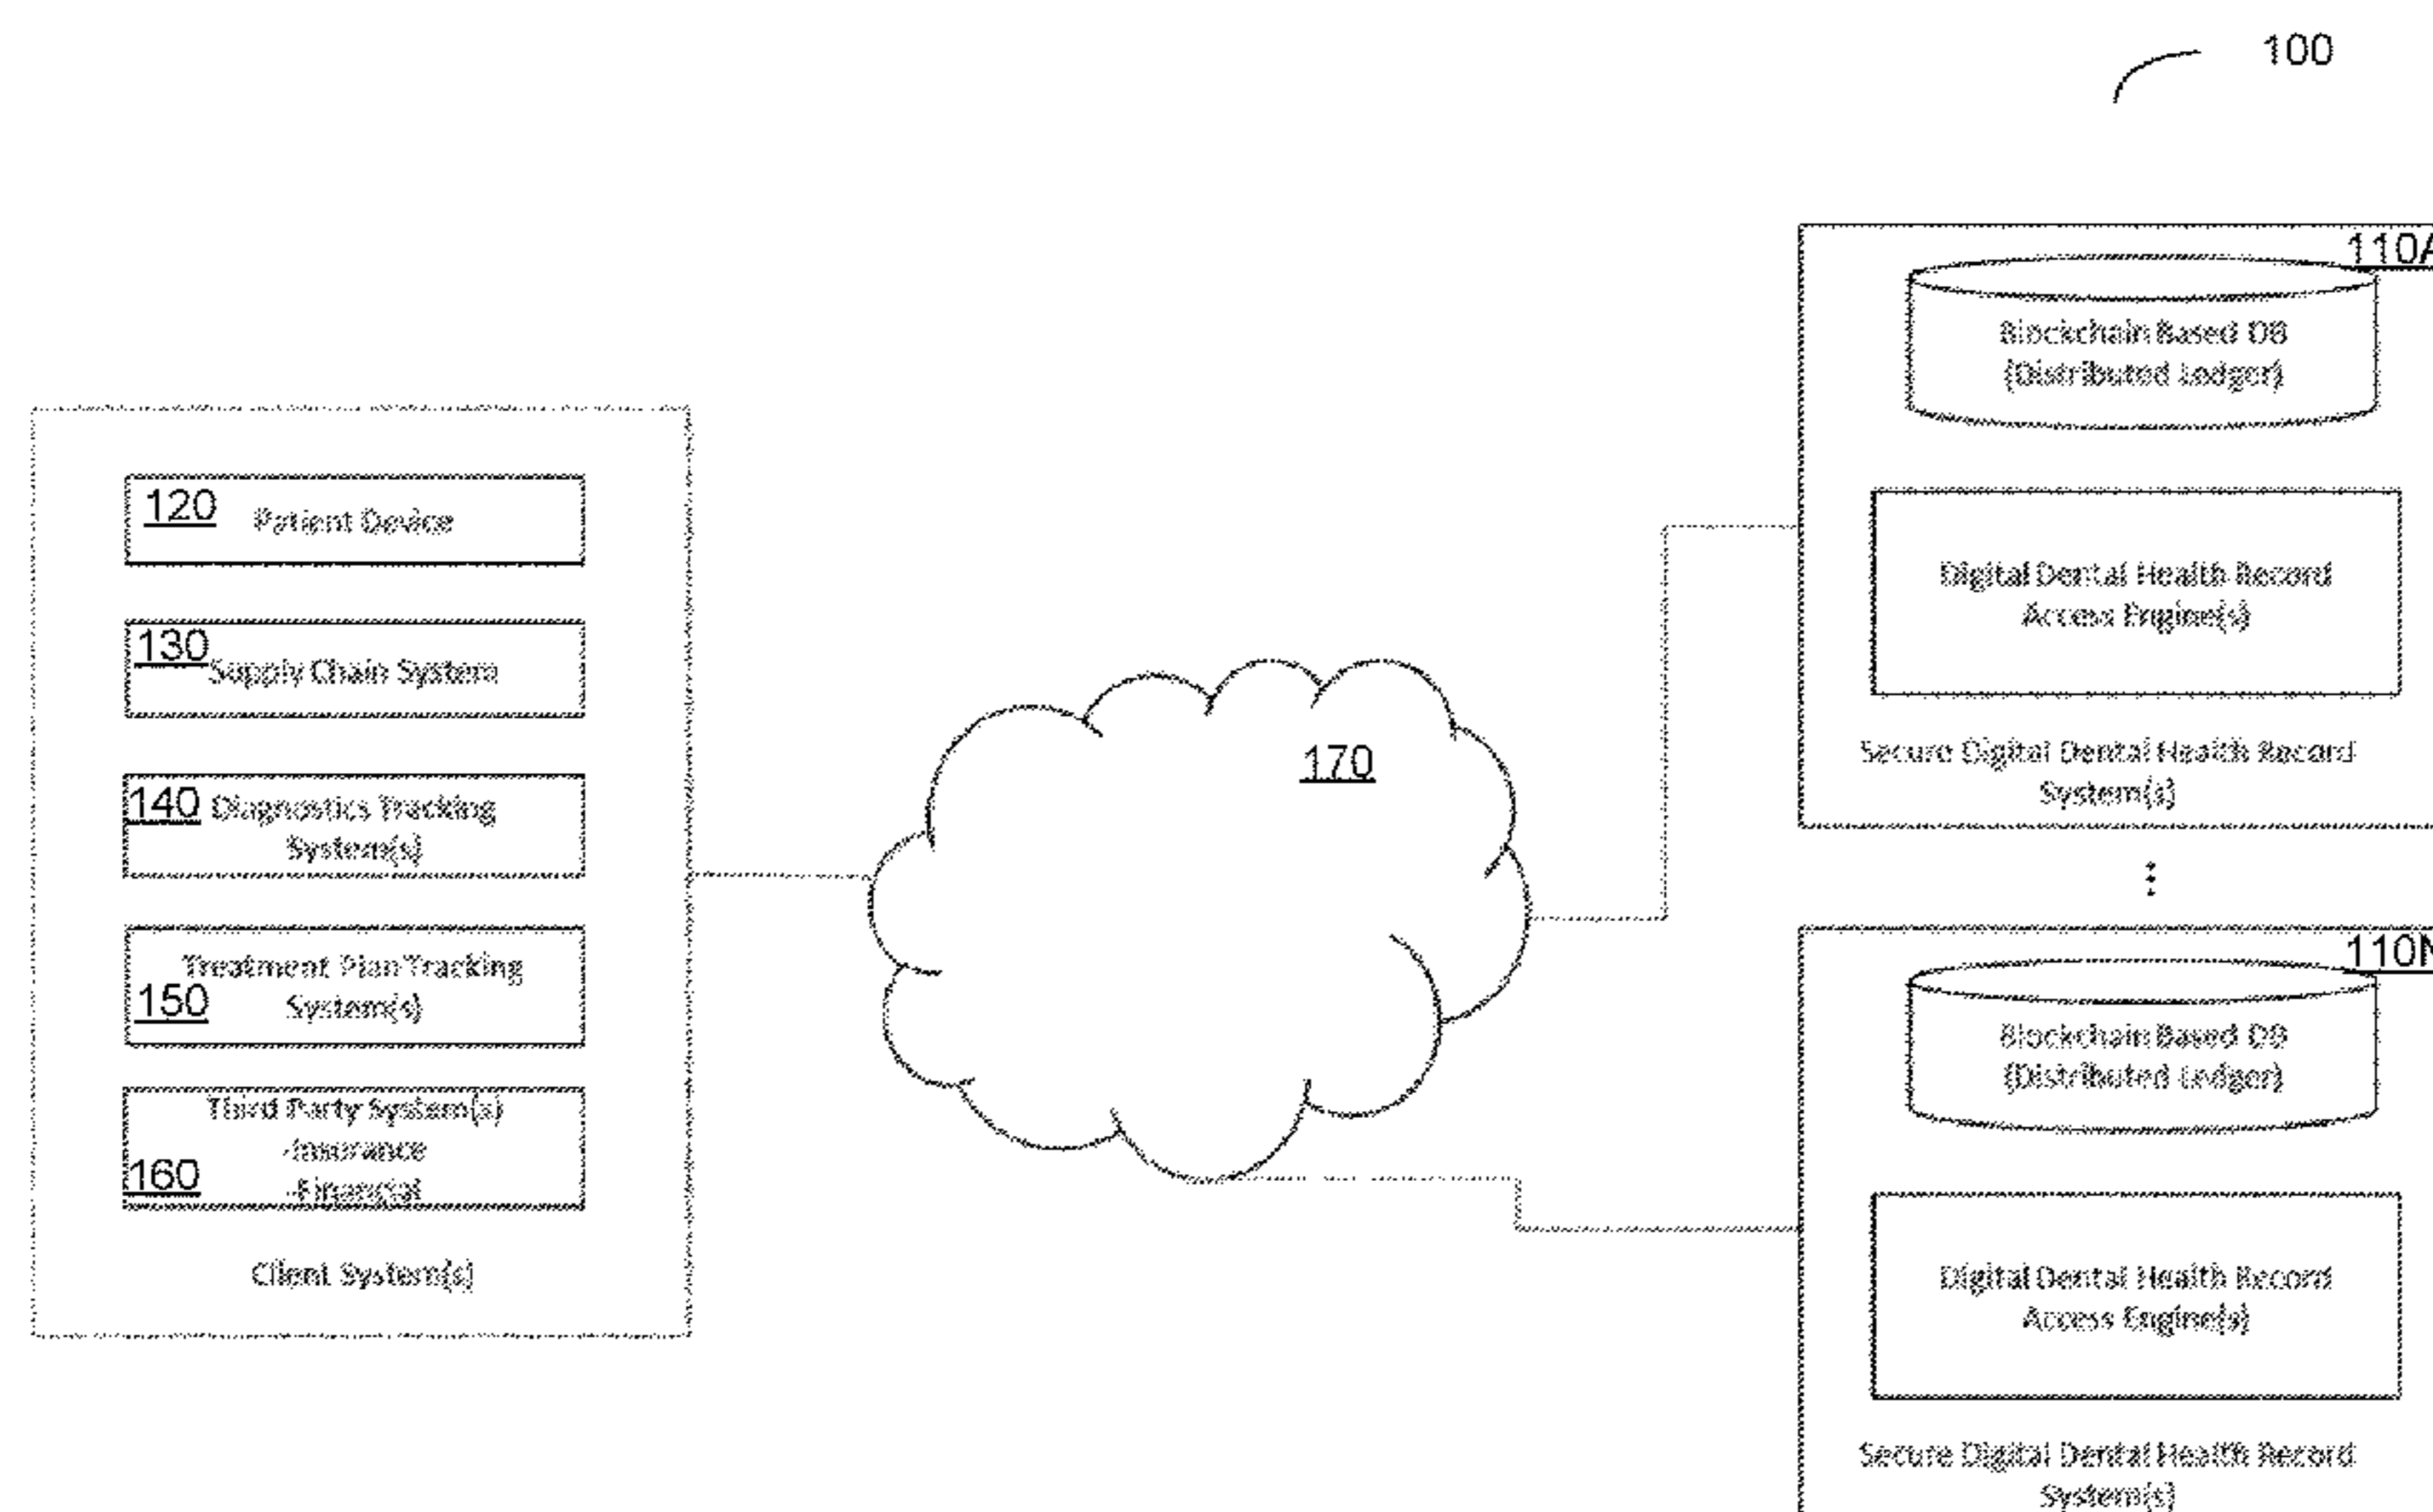 100
120
Patient Device
130
Supply Chain System
140
Diagnostics Tracking
System(s)
Treatment Plan Tracking
150
System(s)
Third Party System(s)
-Insurance
160
-Financial
Client System(s)
170
110A
Blockchain Based DB
(Distributed Ledger)
Digital Dental Health Record
Access Engine(s)
Secure Digital Dental Health Record
System(s)
110N
Blockchain Based DB
(Distributed Ledger)
Digital Dental Health Record
Access Engine(s)
Secure Digital Dental Health Record
System(s)